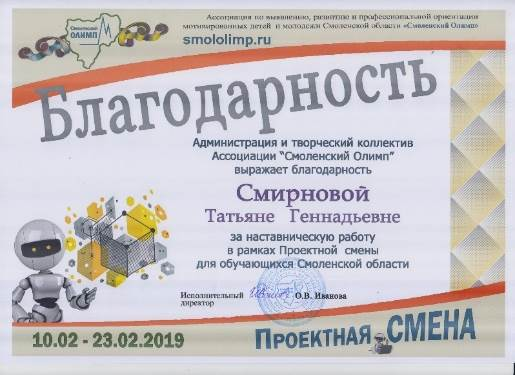 Ассоциация по выявлению, развитию и профессиональной ориентации
мотивированных детей и молодежи Смоленской области «Смоленский Олимп»
Смоленский
ОЛИМП
smololimp.ru
Благодарность
Администрация и творческий коллектив
Ассоциации "Смоленский Олимп"
выражает благодарность
Смирновой
Татьяне Геннадьевне
за наставническую работу
в рамках Проектной смены
для обучающихся Смоленской области
Исполнительный О.В. Иванова
директор
10.02 - 23.02.2019
ПРОЕКТНАЯ СМЕНА